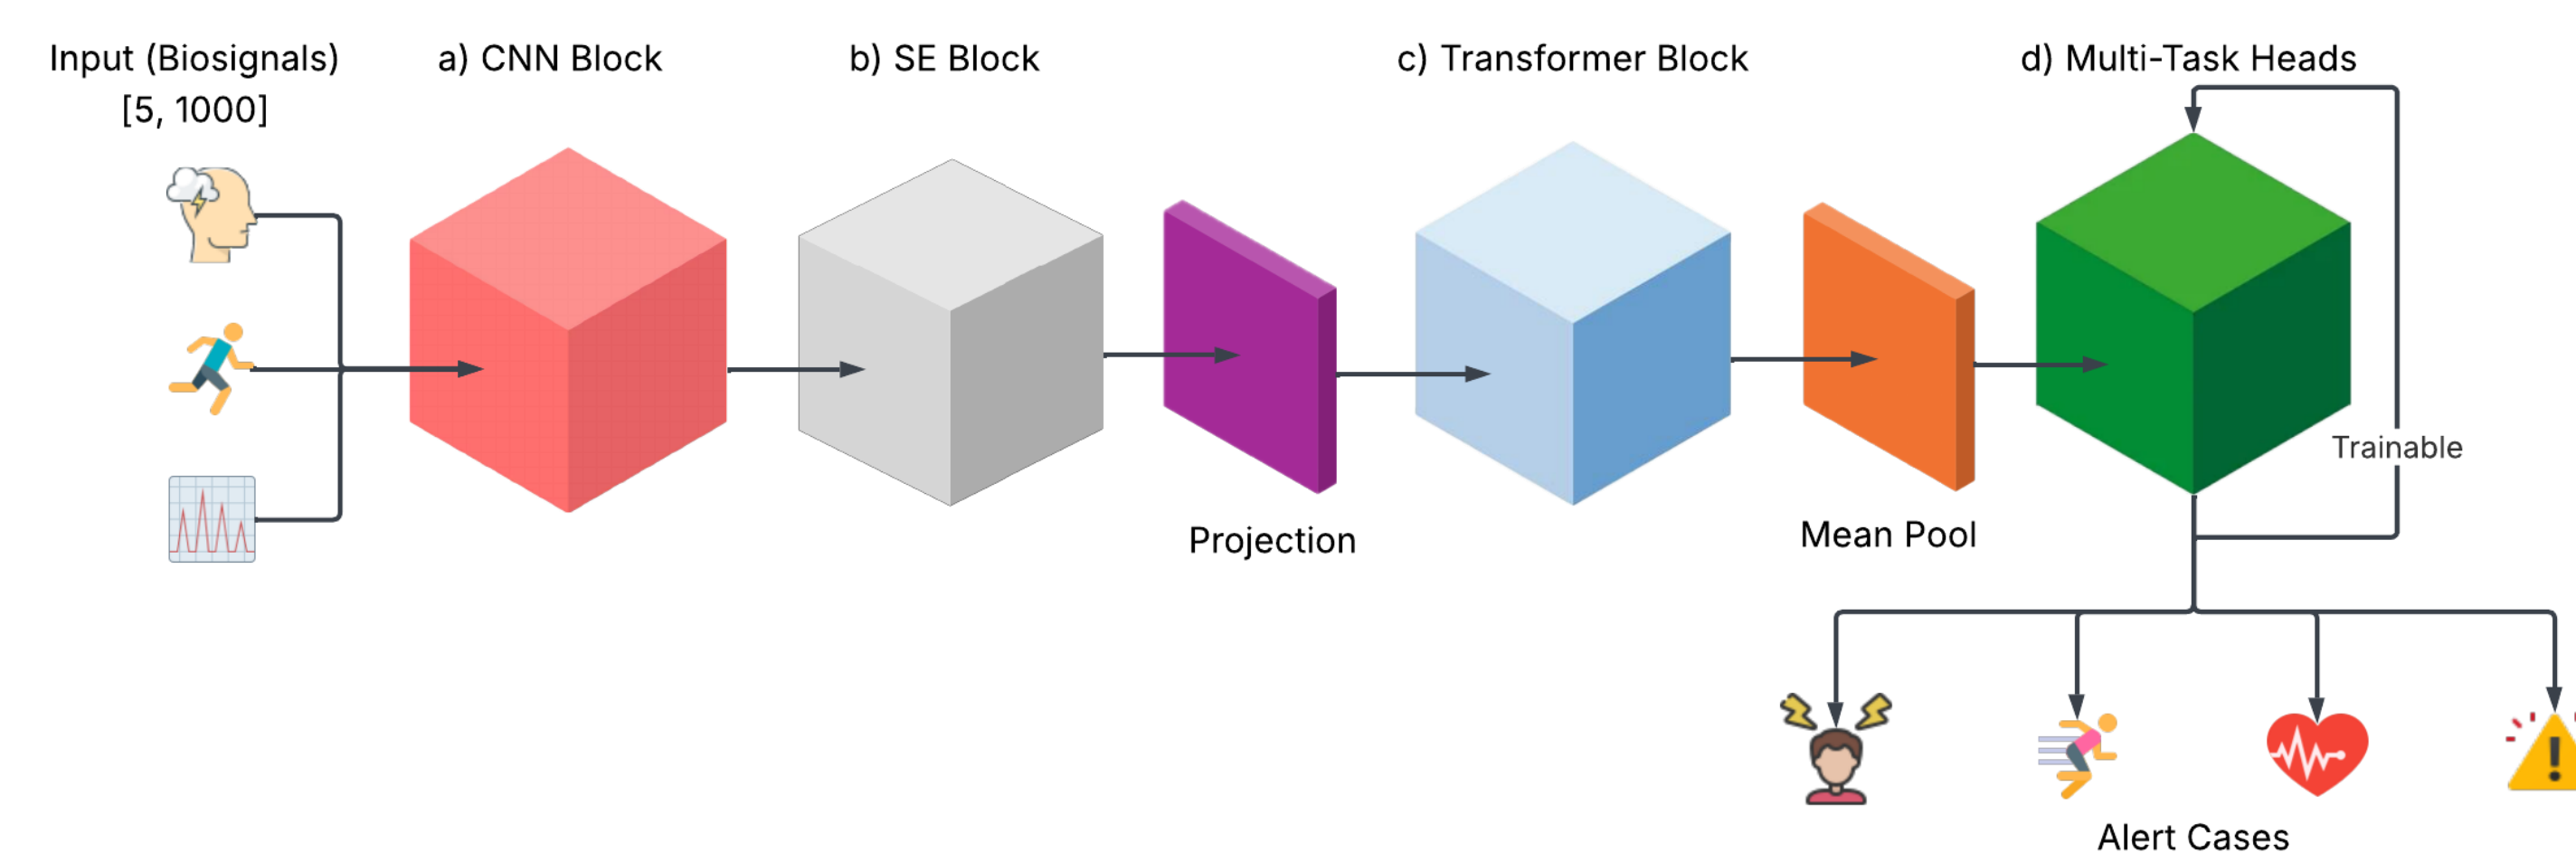 Input (Biosignals)
[5, 1000]
a) CNN Block
b) SE Block
c) Transformer Block
d) Multi-Task Heads
Trainable
Projection
Mean Pool
Alert Cases